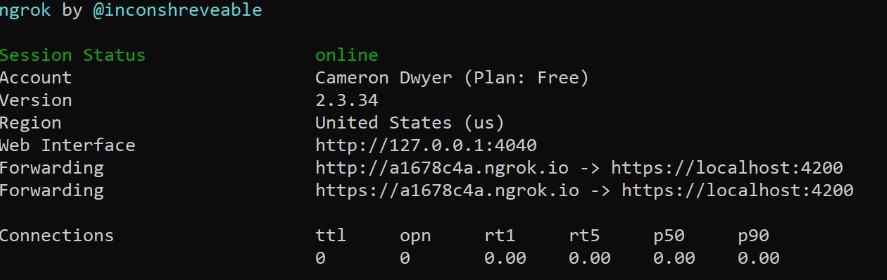 ngrok by @inconshreveable
Session Status online
Account Cameron Dwyer (Plan: Free)
Version 2.3.34
Region United States (us)
Web Interface http://127.0.0.1:4040
Forwarding http://a1678c4a.ngrok.io -> https://localhost:4200
Forwarding https://a1678c4a.ngrok.io -> https://localhost:4200
Connections ttl opn rt1 rt5 p50 p90
0 0 0.00 0.00 0.00 0.00